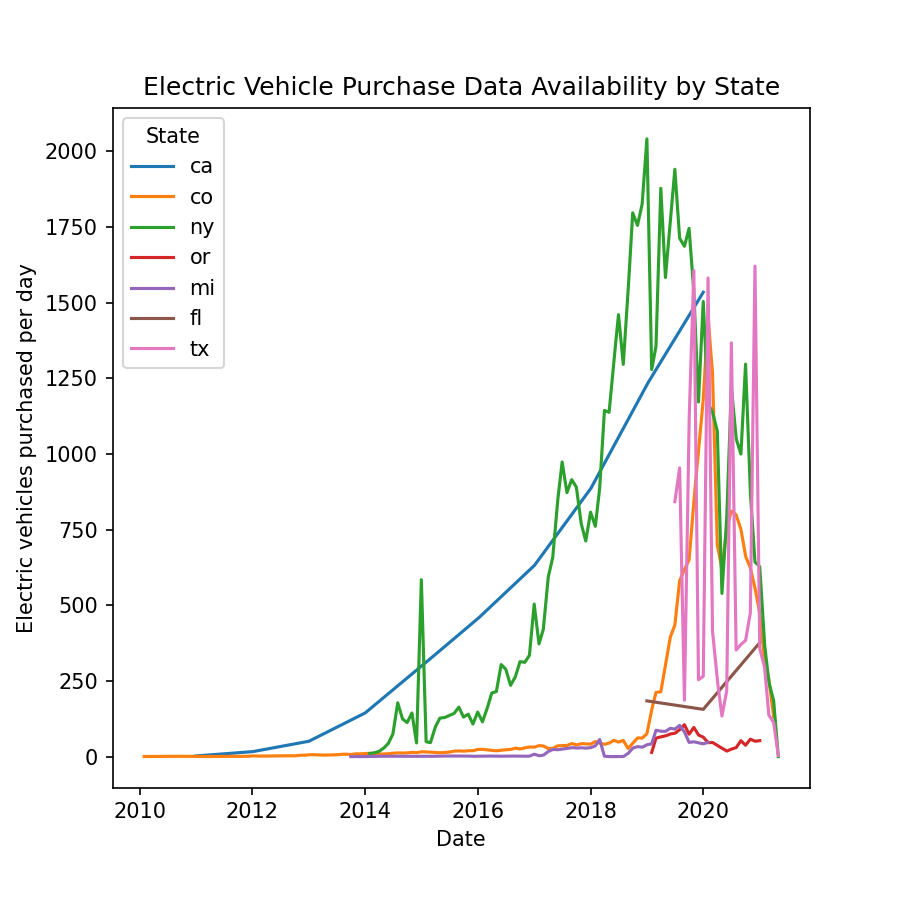 Electric Vehicle Purchase Data Availability by State
State
ca
co
ny
or
mi
fl
tx
2000
1750
1500
1250
1000
750
500
250
0
Electric vehicles purchased per day
2010 2012 2014 2016 2018 2020
Date